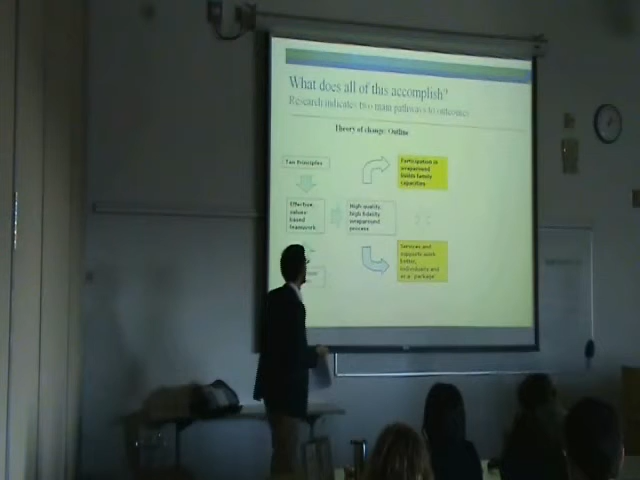 What does all of this accomplish?
Research indicates two main pathways to outcomes
Theory of change: Outline
Ten Principles
Participation in
wraparound
builds family
capacities
Effective,
values
based
teamwork
High-quality,
high fidelity
wraparound
process
Services and
supports work
better,
individually and
as a "package"